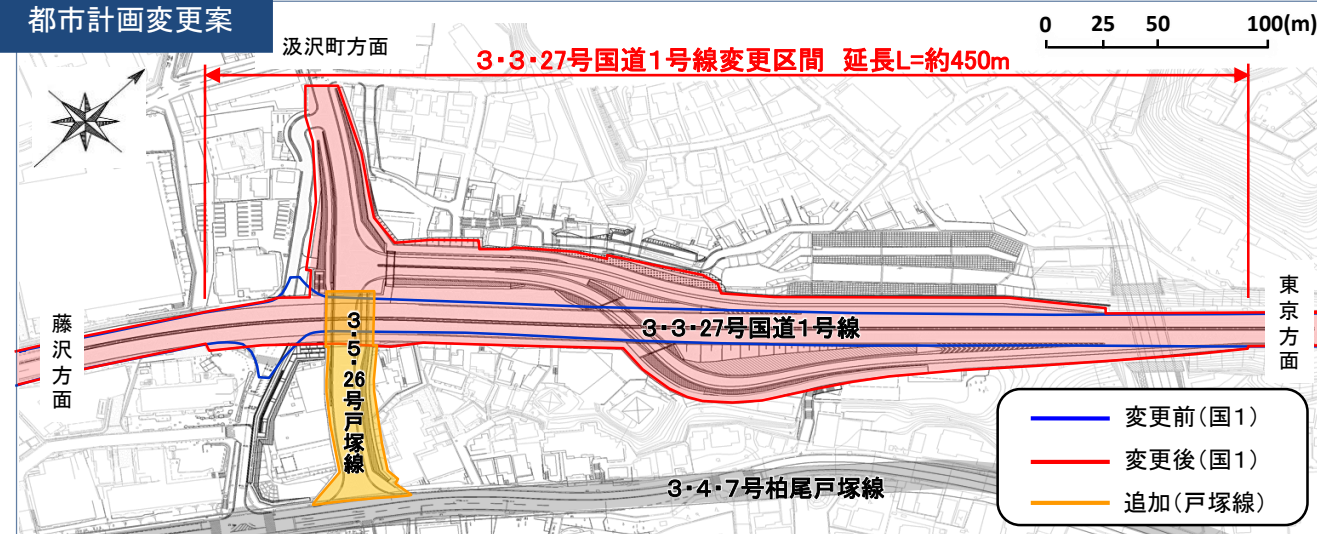 都市計画変更案
汲沢町方面
0 25 50 100(m)
3・3・27号国道1号線変更区間 延長L=約450m
藤沢方面
3・3・27号国道1号線
東京方面
3・5・26号戸塚線
3・4・7号柏尾戸塚線
変更前(国1)
変更後(国1)
追加(戸塚線)